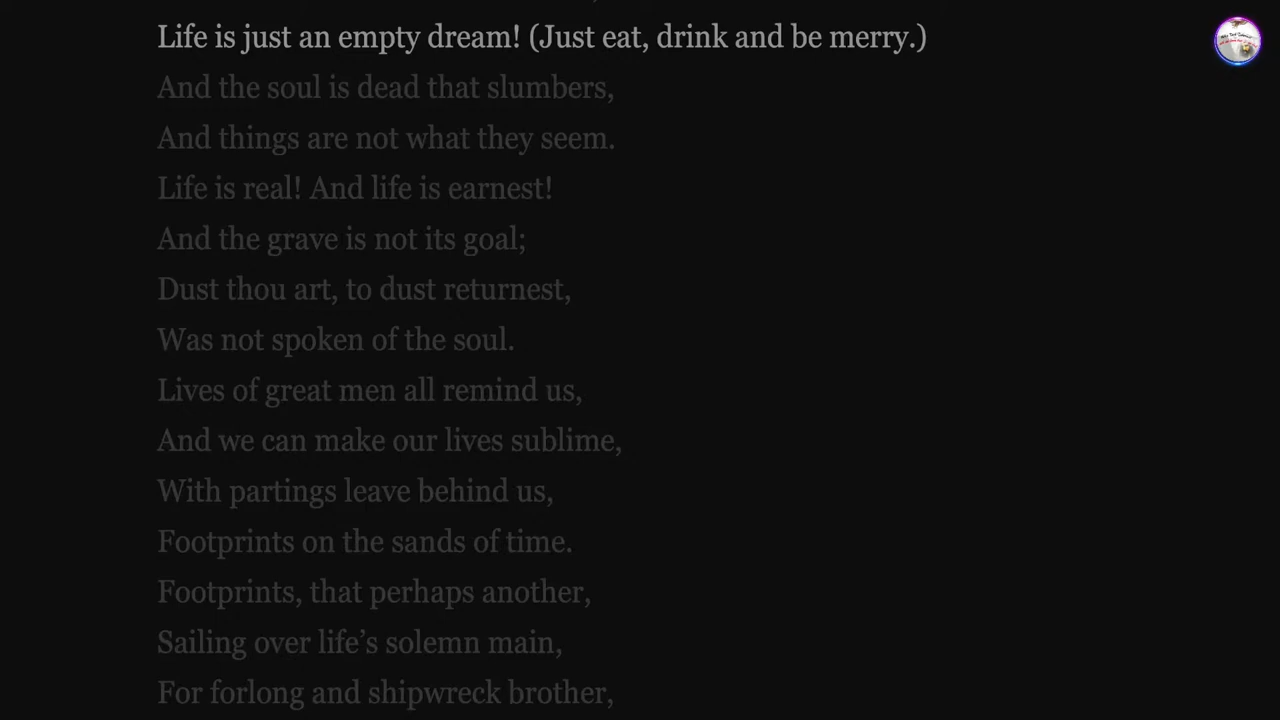 Life is just an empty dream! (Just eat, drink and be merry.)
And the soul is dead that slumbers,
And things are not what they seem.
Life is real! And life is earnest!
And the grave is not its goal;
Dust thou art, to dust returnest,
Was not spoken of the soul.
Lives of great men all remind us,
And we can make our lives sublime,
With partings leave behind us,
Footprints on the sands of time.
Footprints, that perhaps another,
Sailing over life’s solemn main,
For forlong and shipwreck brother,